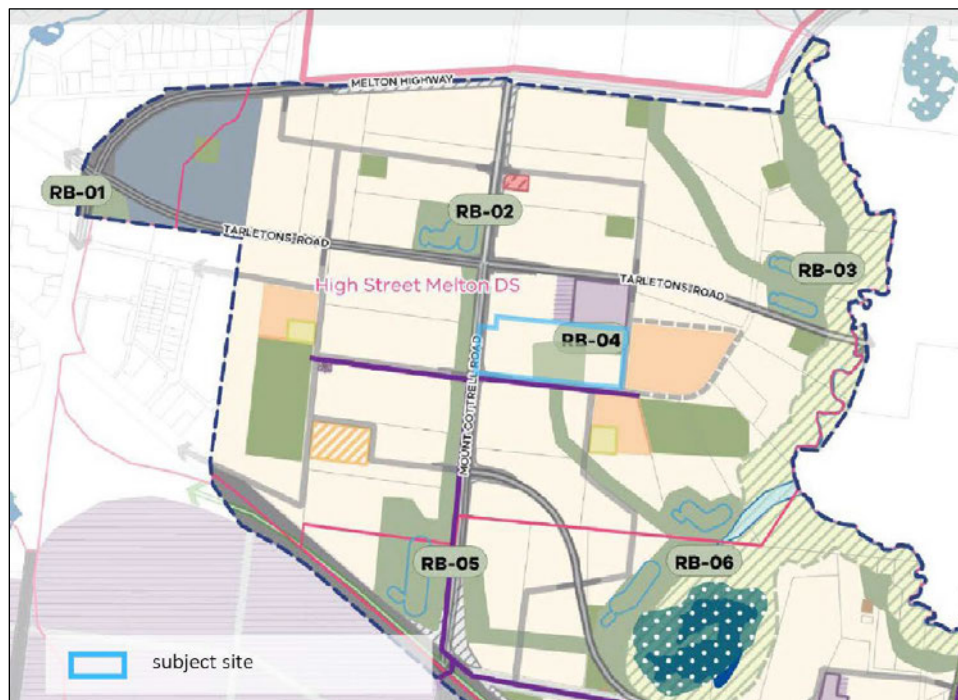 MELTON HIGHWAY
RB-01
RB-02
TARLETONS ROAD
RB-03
High Street Melton DS
TARLETONS ROAD
RB-04
MOUNT COTTRELL ROAD
RB-05
RB-06
subject site